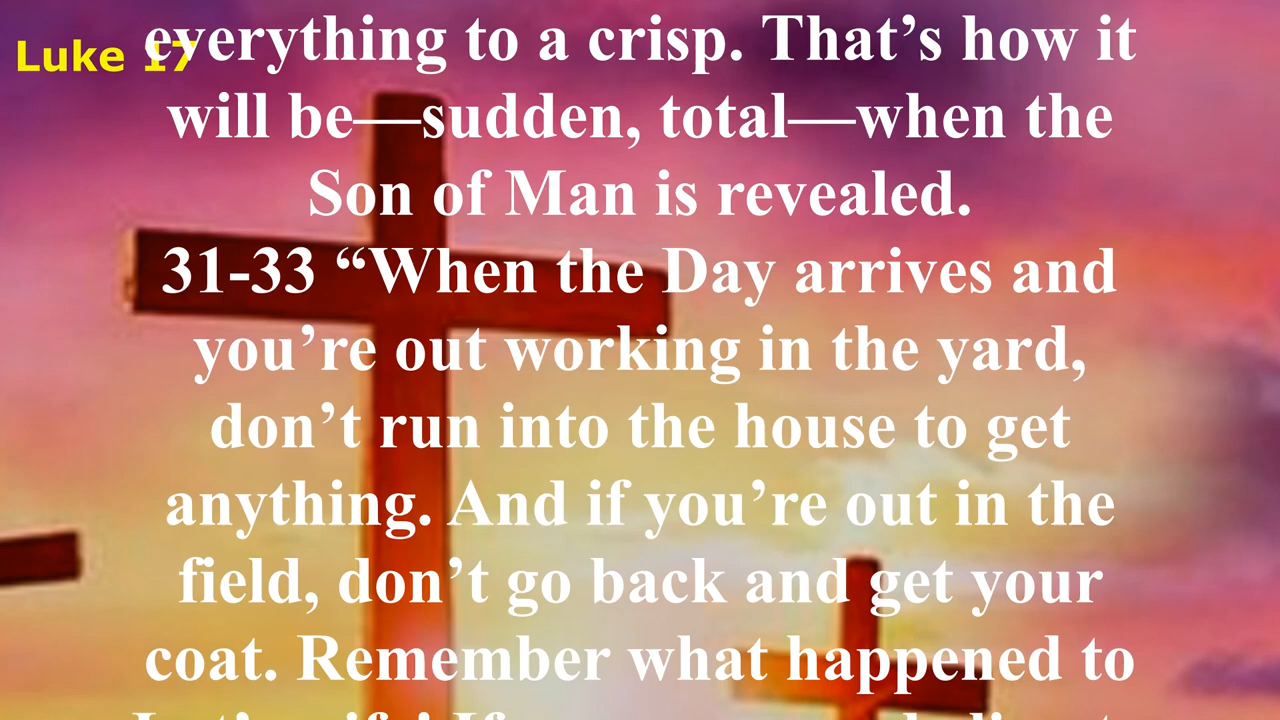 Luke 17
everything to a crisp. That’s how it
will be—sudden, total—when the
Son of Man is revealed.
31-33 “When the Day arrives and
you’re out working in the yard,
don’t run into the house to get
anything. And if you’re out in the
field, don’t go back and get your
coat. Remember what happened to